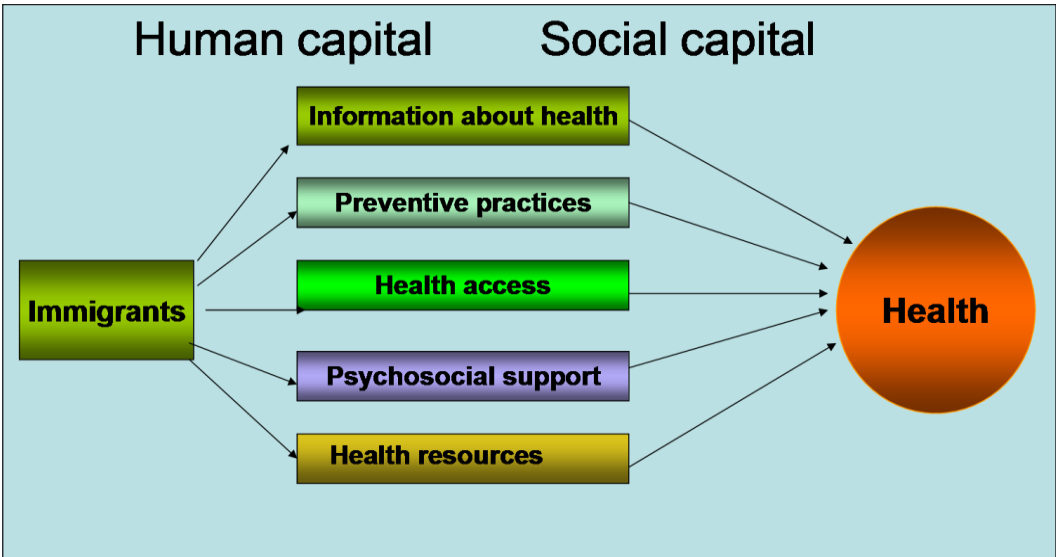 Human capital
Social capital
Information about health
Preventive practices
Health access
Immigrants
Health
Psychosocial support
Health resources